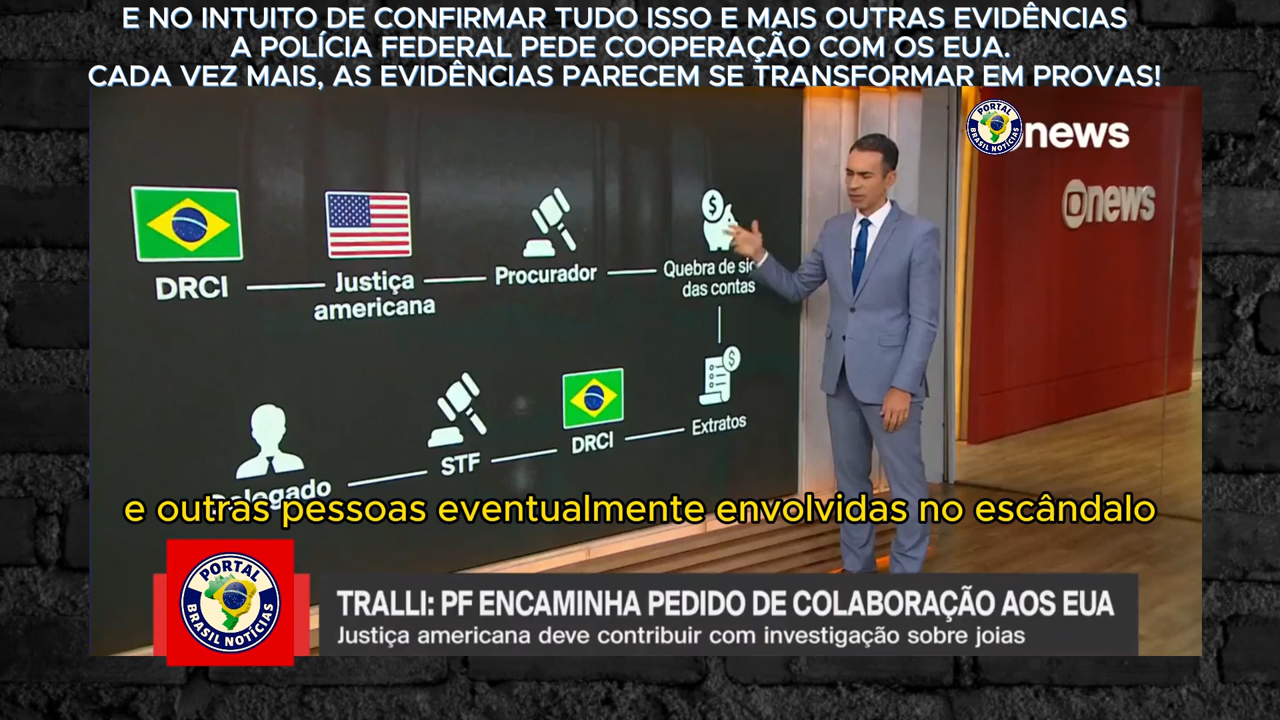 E NO INTUITO DE CONFIRMAR TUDO ISSO E MAIS OUTRAS EVIDÊNCIAS
A POLÍCIA FEDERAL PEDE COOPERAÇÃO COM OS EUA.
CADA VEZ MAIS, AS EVIDÊNCIAS PARECEM SE TRANSFORMAR EM PROVAS!
PORTAL
BRASIL NOTÍCIAS
news
news
DRCI
Justiça
americana
Procurador
Quebra de
das contas
Delegado
STF
DRCI
Extratos
e outras pessoas eventualmente envolvidas no escândalo
PORTAL
BRASIL NOTÍCIAS
TRALLI: PF ENCAMINHA PEDIDO DE COLABORAÇÃO AOS EUA
Justiça americana deve contribuir com investigação sobre joias